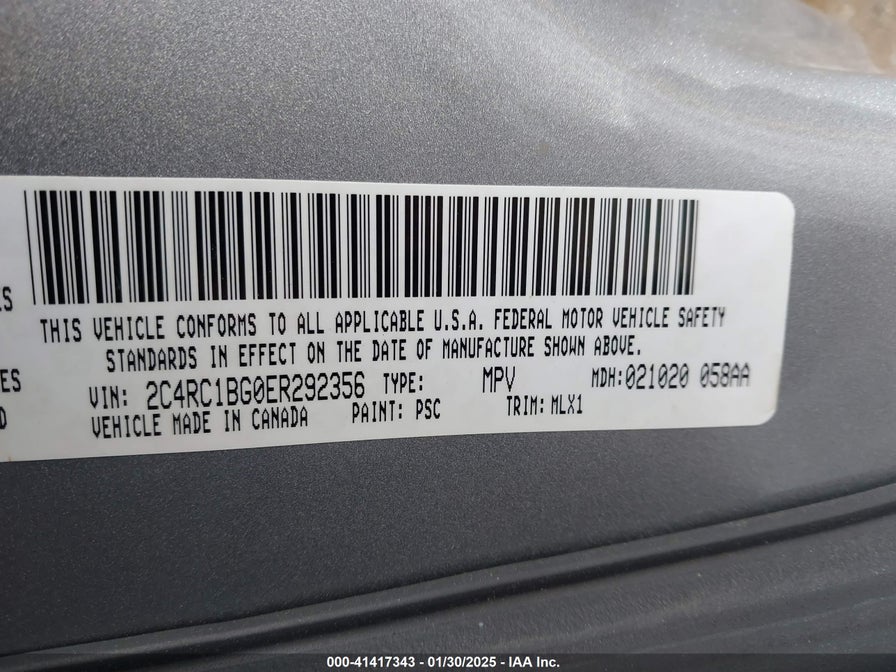 ES
THIS VEHICLE CONFORMS TO ALL APPLICABLE U.S.A. FEDERAL MOTOR VEHICLE SAFETY
STANDARDS IN EFFECT ON THE DATE OF MANUFACTURE SHOWN ABOVE.
ES
VIN: 2C4RC1BG0ER292356 TYPE: MPV MDH:021020 058AA
D
VEHICLE MADE IN CANADA PAINT: PSC TRIM: MLX1
000-41417343 - 01/30/2025 - IAA Inc.